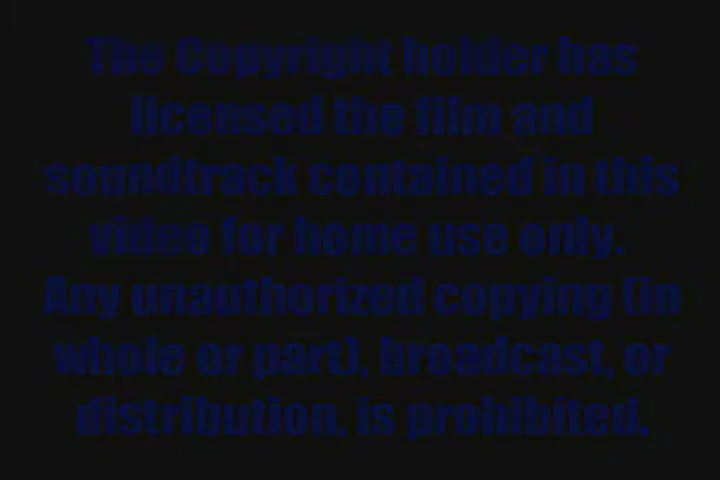 The Copyright holder has
licensed the film and
soundtrack contained in this
video for home use only.
Any unauthorized copying (in
whole or part), broadcast, or
distribution, is prohibited.